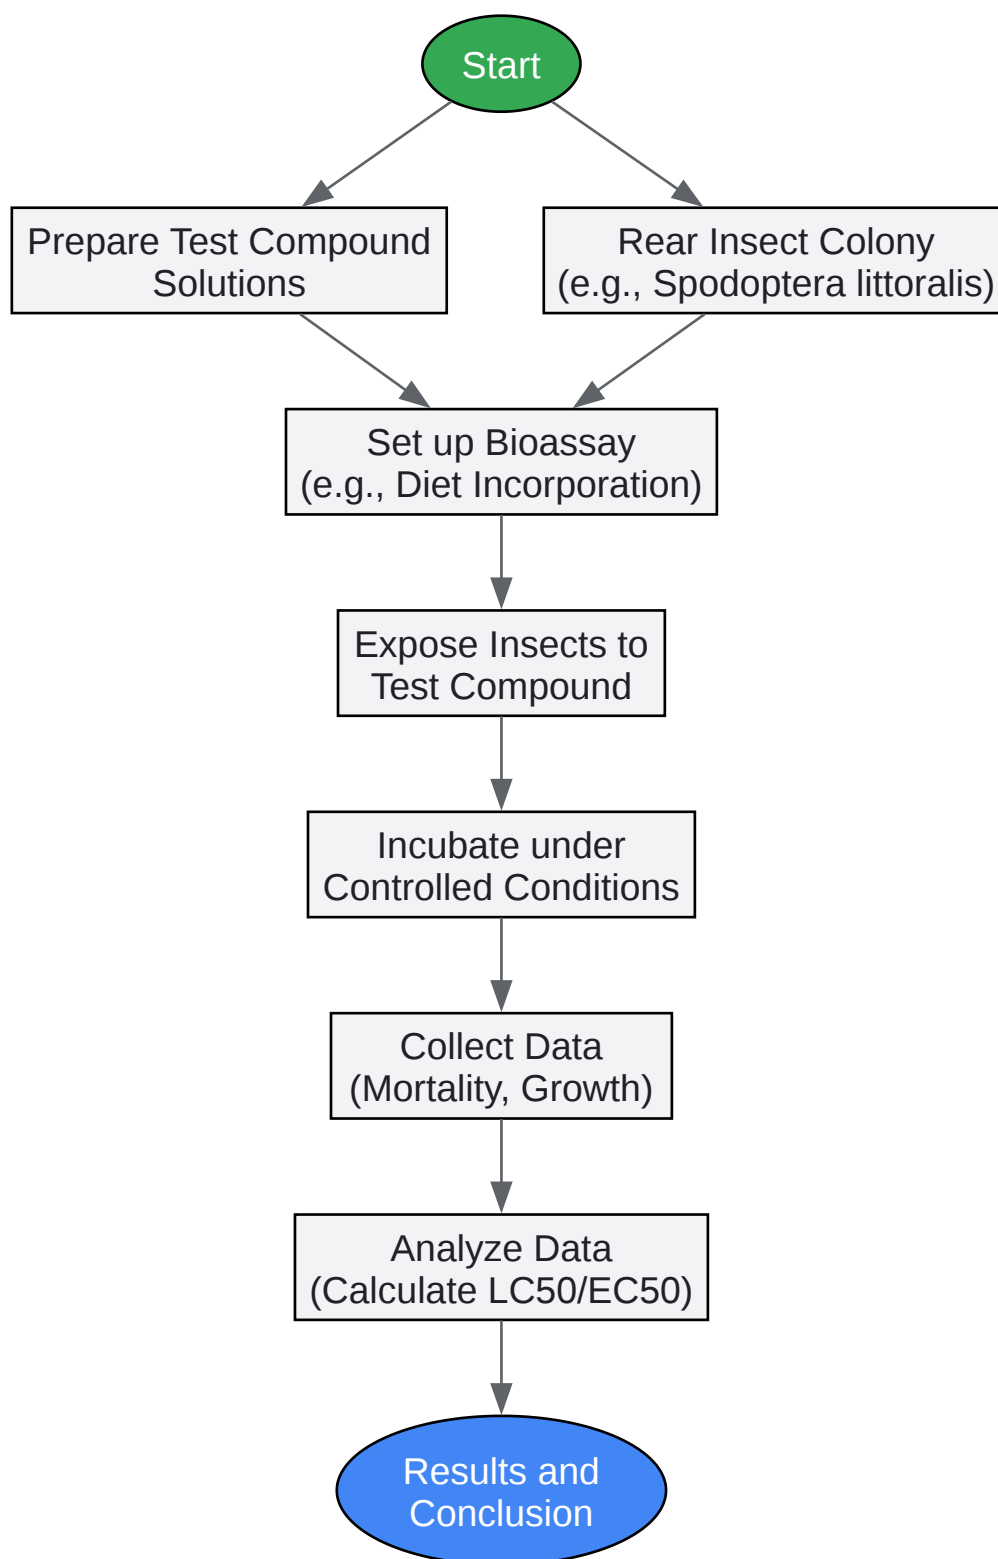 Start
Prepare Test Compound
Solutions
Rear Insect Colony
(e.g., Spodoptera littoralis)
Set up Bioassay
(e.g., Diet Incorporation)
Expose Insects to
Test Compound
Incubate under
Controlled Conditions
Collect Data
(Mortality, Growth)
Analyze Data
(Calculate LC50/EC50)
Results and
Conclusion